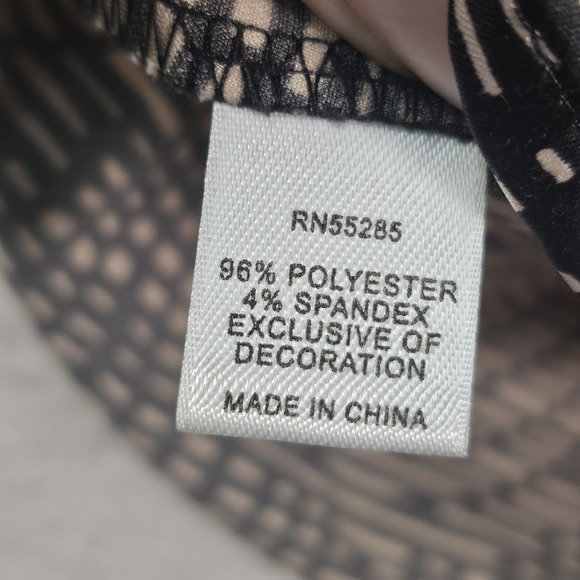 RN55285
96% POLYESTER
4% SPANDEX
EXCLUSIVE OF
DECORATION
MADE IN CHINA